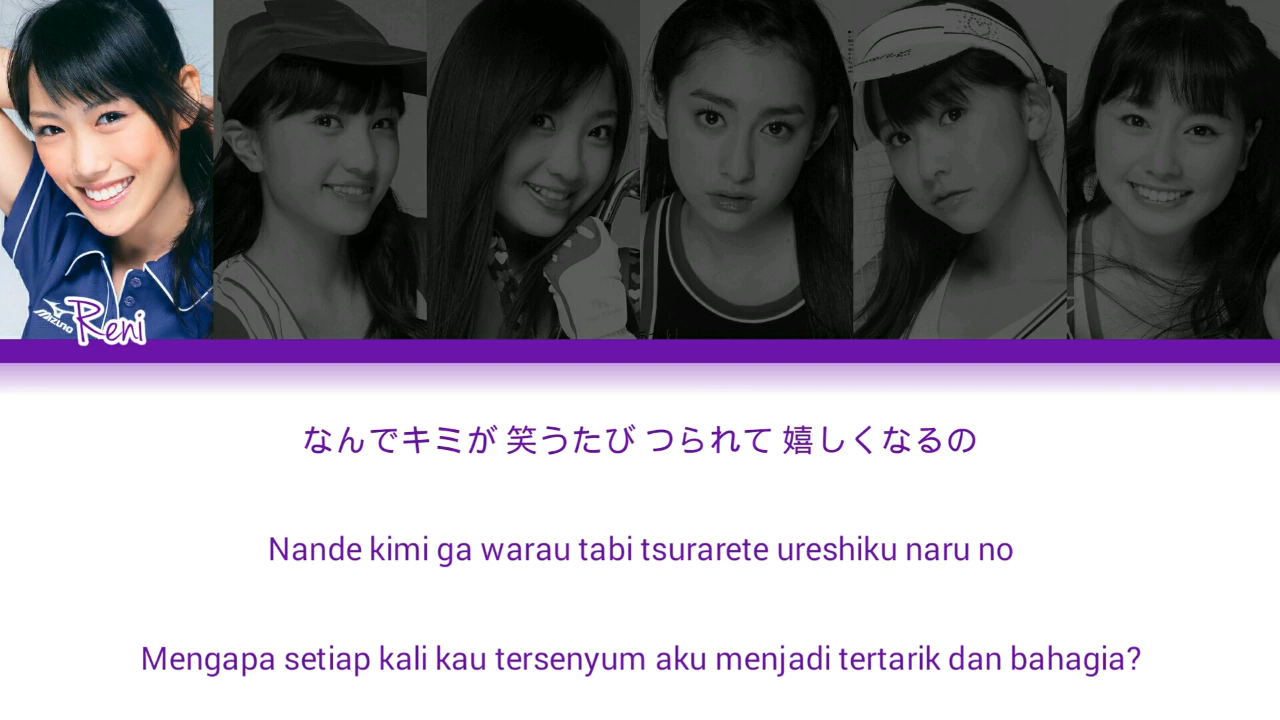 MIZUNO
Reni
なんでキミが 笑うたび つられて 嬉しくなるの
Nande kimi ga warau tabi tsurarete ureshiku naru no
Mengapa setiap kali kau tersenyum aku menjadi tertarik dan bahagia?